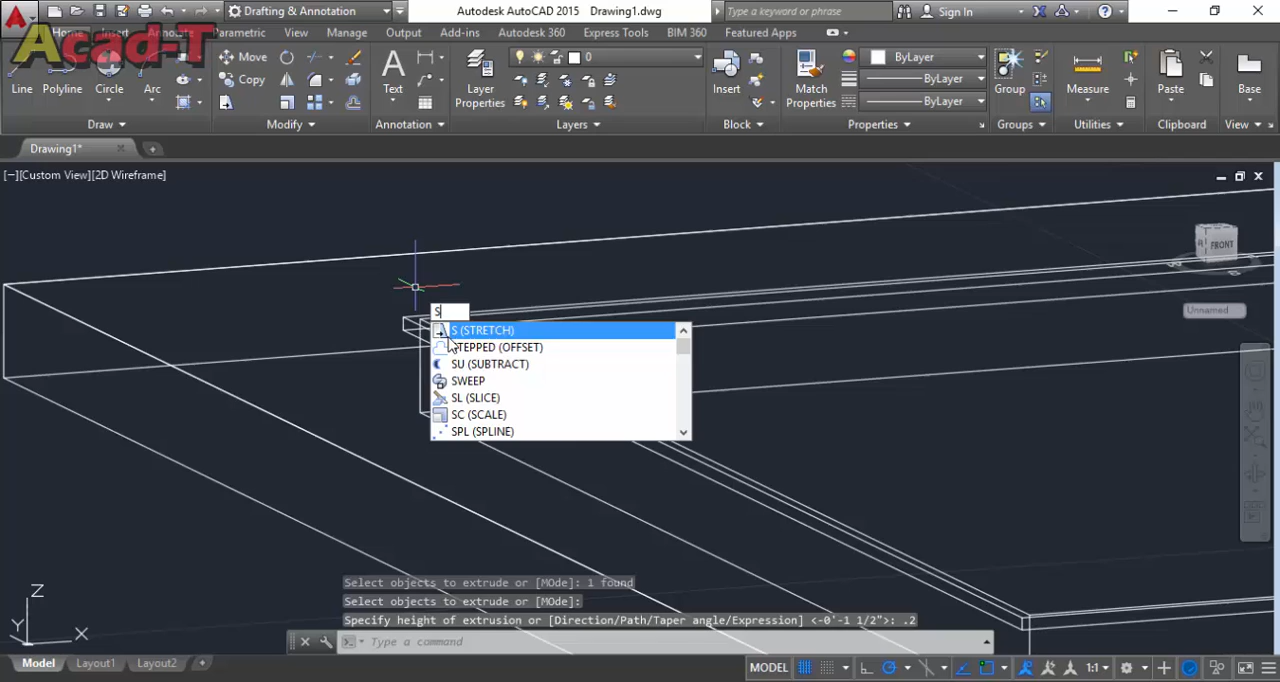 Drafting & Annotation
Autodesk AutoCAD 2015 Drawing1.dwg
Type a keyword or phrase
Sign In
Acad-T
Home Insert Annotate Parametric View Manage Output Add-ins Autodesk 360 Express Tools BIM 360 Featured Apps
Line Polyline Circle Arc
Move
Copy
Text
Layer Properties
0
Insert
Match Properties
ByLayer
ByLayer
ByLayer
Group
Measure
Paste
Base
Draw Modify Annotation Layers Block Properties Groups Utilities Clipboard View
Drawing1*
[−][Custom View][2D Wireframe]
R FRONT
Unnamed
S
S (STRETCH)
STEPPED (OFFSET)
SU (SUBTRACT)
SWEEP
SL (SLICE)
SC (SCALE)
SPL (SPLINE)
Z
Y X
Select objects to extrude or [MOde]: 1 found
Select objects to extrude or [MOde]:
Specify height of extrusion or [Direction/Path/Taper angle/Expression] <-0'-1 1/2">: .2
Type a command
Model Layout1 Layout2 +
MODEL 1:1